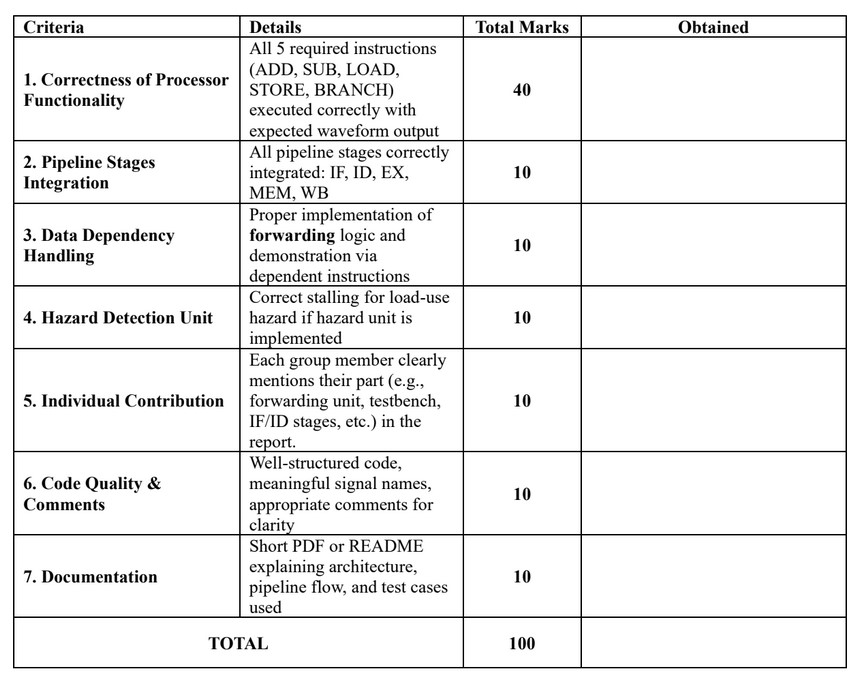 Criteria Details Total Marks Obtained
1. Correctness of Processor
Functionality
All 5 required instructions
(ADD, SUB, LOAD,
STORE, BRANCH)
executed correctly with
expected waveform output
40
2. Pipeline Stages
Integration
All pipeline stages correctly
integrated: IF, ID, EX,
MEM, WB
10
3. Data Dependency
Handling
Proper implementation of
forwarding logic and
demonstration via
dependent instructions
10
4. Hazard Detection Unit
Correct stalling for load-use
hazard if hazard unit is
implemented
10
5. Individual Contribution
Each group member clearly
mentions their part (e.g.,
forwarding unit, testbench,
IF/ID stages, etc.) in the
report.
10
6. Code Quality &
Comments
Well-structured code,
meaningful signal names,
appropriate comments for
clarity
10
7. Documentation
Short PDF or README
explaining architecture,
pipeline flow, and test cases
used
10
TOTAL 100